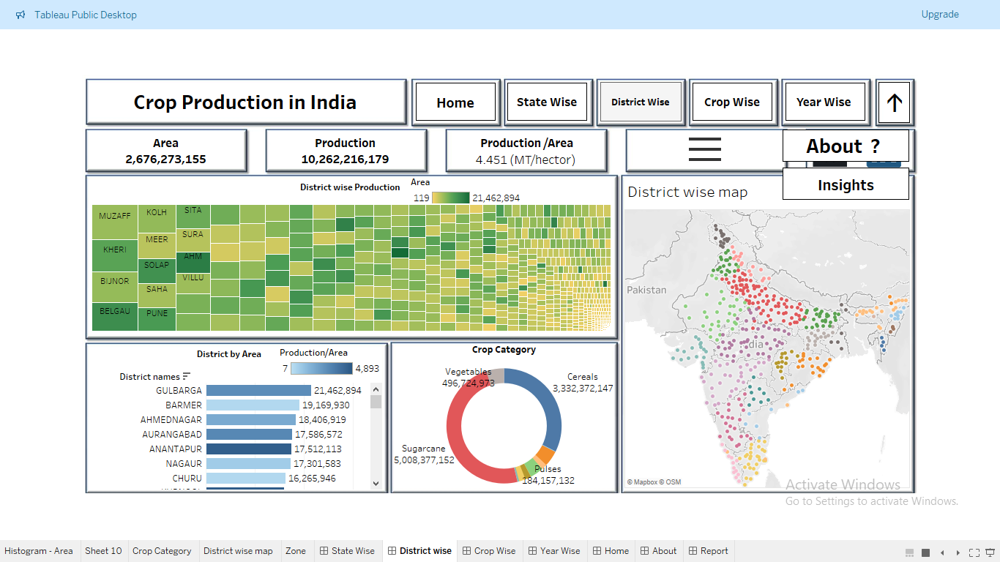 Tableau Public Desktop
Upgrade
Crop Production in India
Home
State Wise
District Wise
Crop Wise
Year Wise
Area
2,676,273,155
Production
10,262,216,179
Production /Area
4.451 (MT/hector)
About ?
Insights
District wise Production
Area
119
21,462,894
MUZAFF
KHERI
BIJNOR
BELGAU
KOLH
MEER
SOLAP
SAHA
PUNE
SITA
SURA
AHM
VILLU
District wise map
Pakistan
dia
© Mapbox © OSM
District by Area
Production/Area
7
4,893
District names
GULBARGA 21,462,894
BARMER 19,169,930
AHMEDNAGAR 18,406,919
AURANGABAD 17,586,572
ANANTAPUR 17,512,113
NAGAUR 17,301,583
CHURU 16,265,946
Crop Category
Vegetables
496,724,973
Cereals
3,332,372,147
Sugarcane
5,008,377,152
Pulses
184,157,132
Activate Windows
Go to Settings to activate Windows.
Histogram - Area
Sheet 10
Crop Category
District wise map
Zone
State Wise
District wise
Crop Wise
Year Wise
Home
About
Report